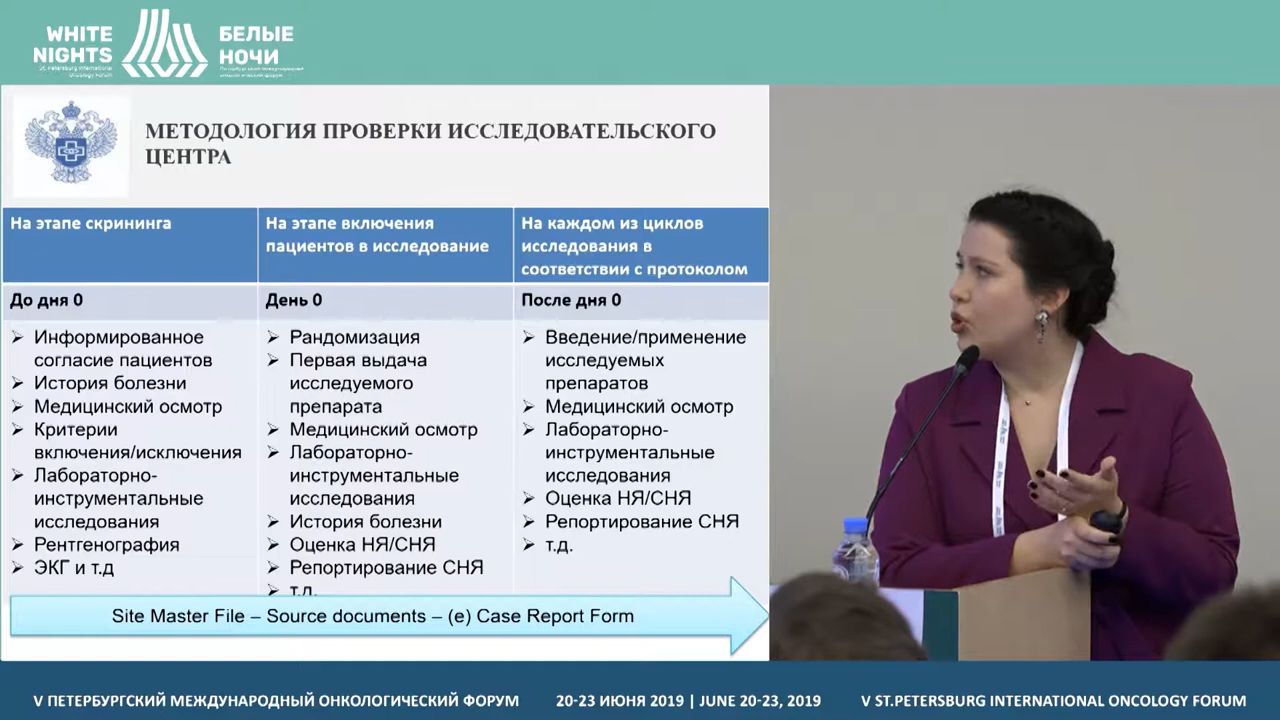 WHITE
NIGHTS
St. Petersburg International
Oncology Forum
БЕЛЫЕ
НОЧИ
МЕТОДОЛОГИЯ ПРОВЕРКИ ИССЛЕДОВАТЕЛЬСКОГО
ЦЕНТРА
На этапе скрининга
На этапе включения
пациентов в исследование
На каждом из циклов
исследования в
соответствии с протоколом
До дня 0
День 0
После дня 0
Информированное
согласие пациентов
История болезни
Медицинский осмотр
Критерии
включения/исключения
Лабораторно-
инструментальные
исследования
Рентгенография
ЭКГ и т.д
Рандомизация
Первая выдача
исследуемого
препарата
Медицинский осмотр
Лабораторно-
инструментальные
исследования
История болезни
Оценка НЯ/СНЯ
Репортирование СНЯ
т.д.
Введение/применение
исследуемых
препаратов
Медицинский осмотр
Лабораторно-
инструментальные
исследования
Оценка НЯ/СНЯ
Репортирование СНЯ
т.д.
Site Master File – Source documents – (e) Case Report Form
V ПЕТЕРБУРГСКИЙ МЕЖДУНАРОДНЫЙ ОНКОЛОГИЧЕСКИЙ ФОРУМ
20-23 ИЮНЯ 2019 | JUNE 20-23, 2019
V ST.PETERSBURG INTERNATIONAL ONCOLOGY FORUM